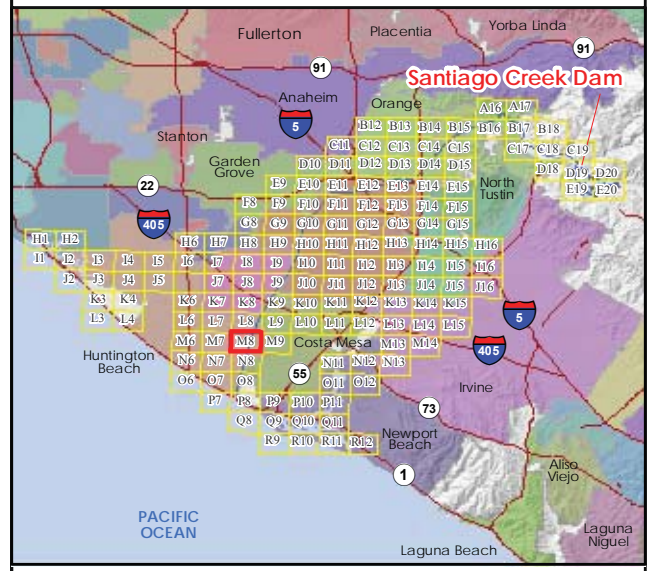 Fullerton
Placentia
Yorba Linda
91
91
Santiago Creek Dam
Anaheim
Orange
A16 A17
5
B12 B13 B14 B15 B16 B17 B18
Stanton
C11 C12 C13 C14 C15 C17 C18 C19
Garden
Grove
D10 D11 D12 D13 D14 D15 D18 D19 D20
22
E9 E10 E11 E12 E13 E14 E15 E19 E20
North
Tustin
F8 F9 F10 F11 F12 F13 F14 F15
405
G8 G9 G10 G11 G12 G13 G14 G15
H1 H2 H6 H7 H8 H9 H10 H11 H12 H13 H14 H15 H16
I1 I2 I3 I4 I5 I6 I7 I8 I9 I10 I11 I12 I13 I14 I15 I16
J2 J3 J4 J5 J7 J8 J9 J10 J11 J12 J13 J14 J15 J16
K3 K4 K6 K7 K8 K9 K10 K11 K12 K13 K14 K15
5
L3 L4 L6 L7 L8 L9 L10 L11 L12 L13 L14 L15
M6 M7 M8 M9 Costa Mesa M13 M14
405
Huntington
Beach
N6 N7 N8 N11 N12 N13
55
O6 O7 O8 O11 O12
Irvine
P7 P8 P9 P10 P11
73
Q8 Q9 Q10 Q11
Newport
Beach
R9 R10 R11 R12
1
Aliso
Viejo
PACIFIC
OCEAN
Laguna
Niguel
Laguna Beach